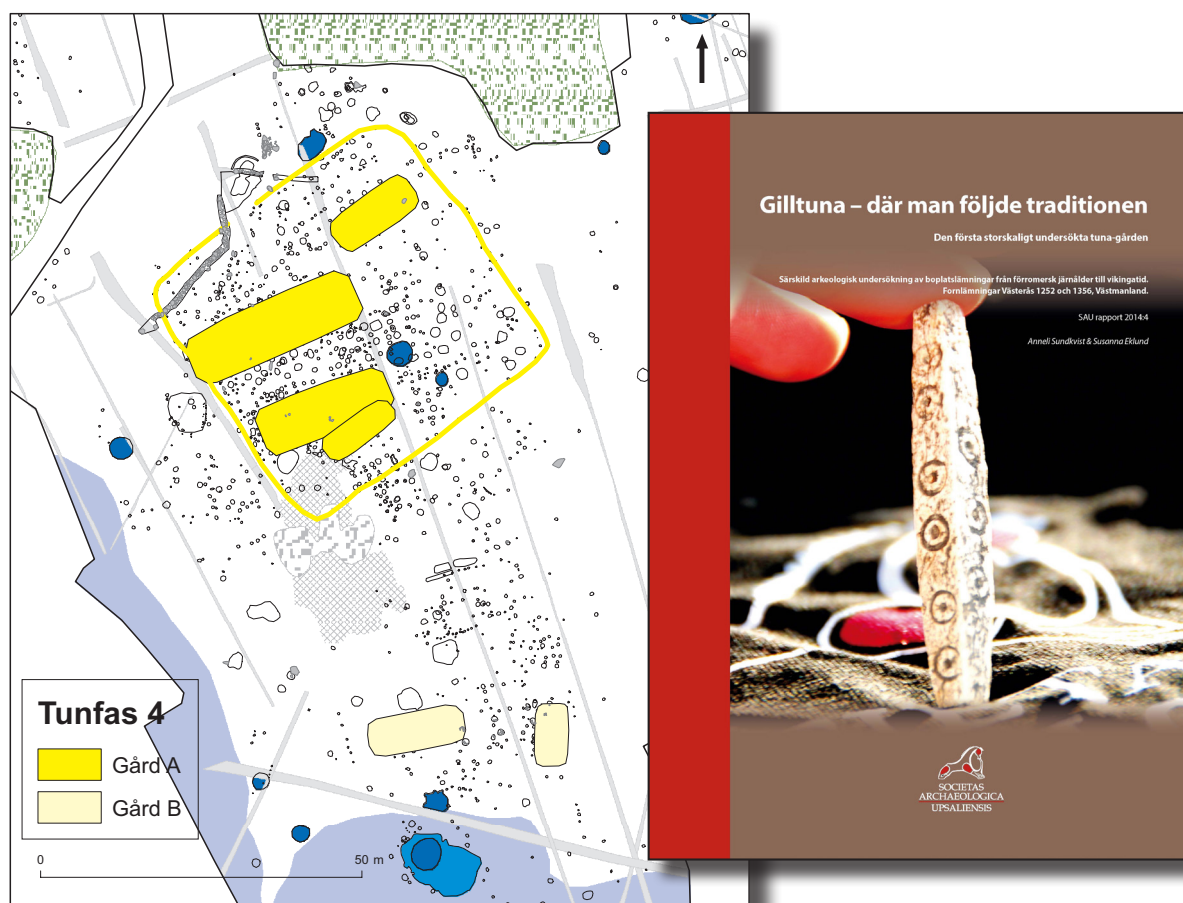 Tunfas 4
Gård A
Gård B
0 50 m
Gilltuna – där man följde traditionen
Den första storskaligt undersökta tuna-gården
Särskild arkeologisk undersökning av boplatslämningar från förromersk järnålder till vikingatid.
Fornlämningar Västerås 1252 och 1356, Västmanland.
SAU rapport 2014:4
Anneli Sundkvist & Susanna Eklund
SOCIETAS
ARCHAEOLOGICA
UPSALIENSIS